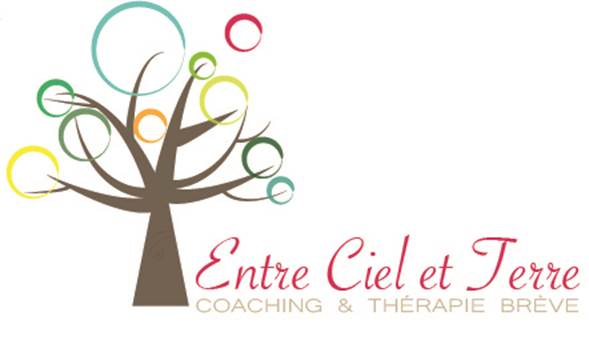 Entre Ciel et Terre
COACHING & THÉRAPIE BRÈVE